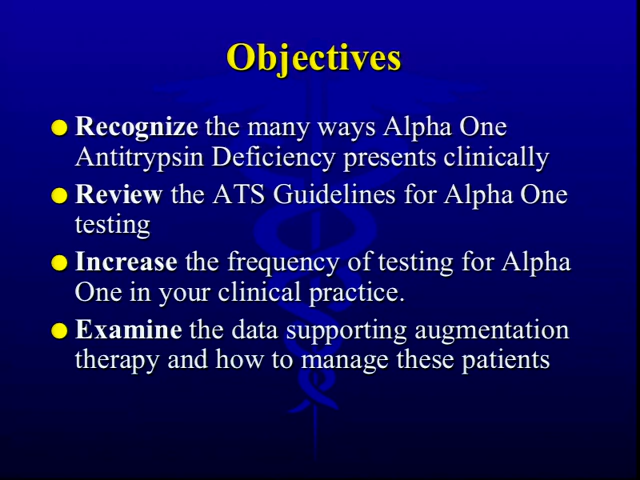 Objectives
Recognize the many ways Alpha One
Antitrypsin Deficiency presents clinically
Review the ATS Guidelines for Alpha One
testing
Increase the frequency of testing for Alpha
One in your clinical practice.
Examine the data supporting augmentation
therapy and how to manage these patients